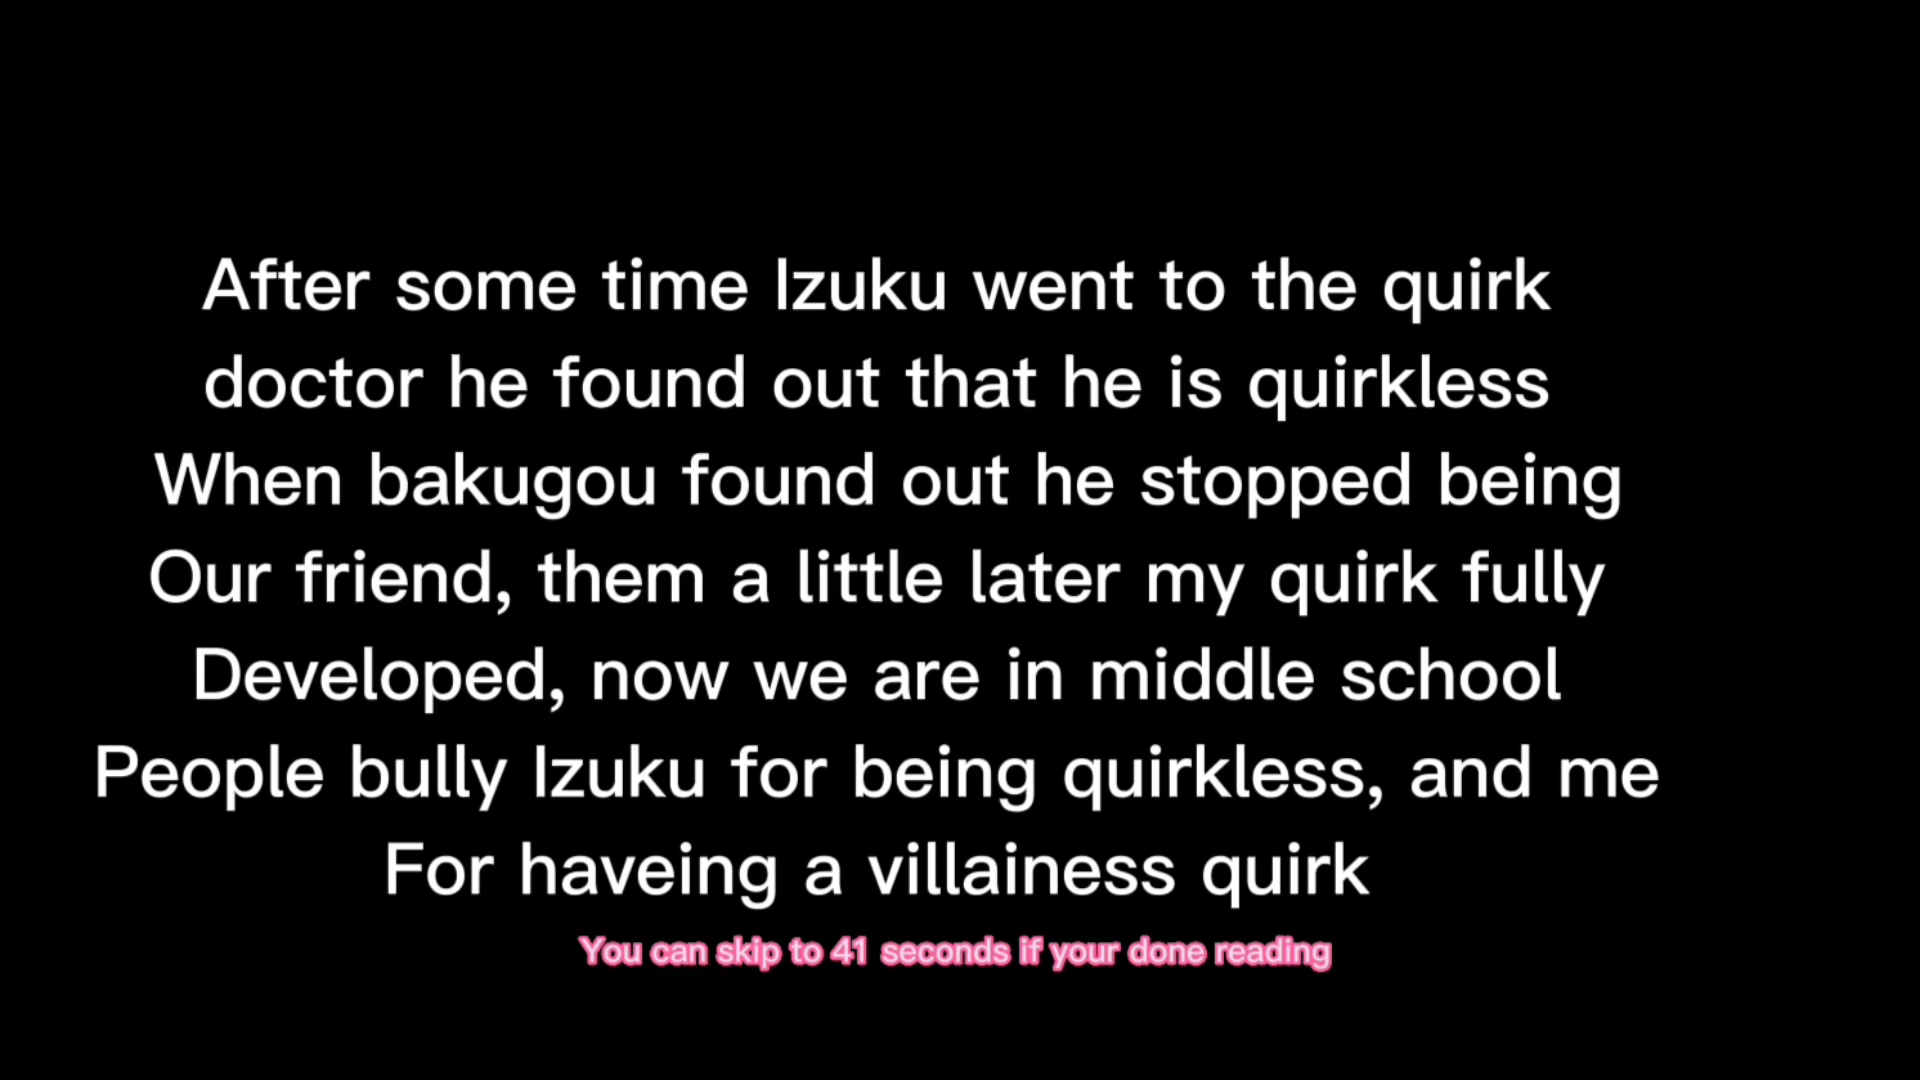 After some time Izuku went to the quirk
doctor he found out that he is quirkless
When bakugou found out he stopped being
Our friend, them a little later my quirk fully
Developed, now we are in middle school
People bully Izuku for being quirkless, and me
For haveing a villainess quirk
You can skip to 41 seconds if your done reading